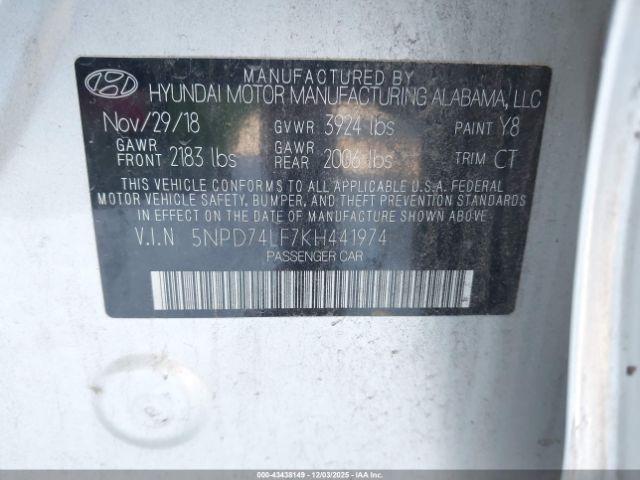 MANUFACTURED BY
HYUNDAI MOTOR MANUFACTURING ALABAMA, LLC
Nov/29/18 GVWR 3924 lbs PAINT Y8
GAWR FRONT 2183 lbs GAWR REAR 2006 lbs TRIM CT
THIS VEHICLE CONFORMS TO ALL APPLICABLE U.S.A. FEDERAL
MOTOR VEHICLE SAFETY, BUMPER, AND THEFT PREVENTION STANDARDS
IN EFFECT ON THE DATE OF MANUFACTURE SHOWN ABOVE.
V.I.N 5NPD74LF7KH441974
PASSENGER CAR
000-43438149 - 12/03/2025 - IAAI.CA